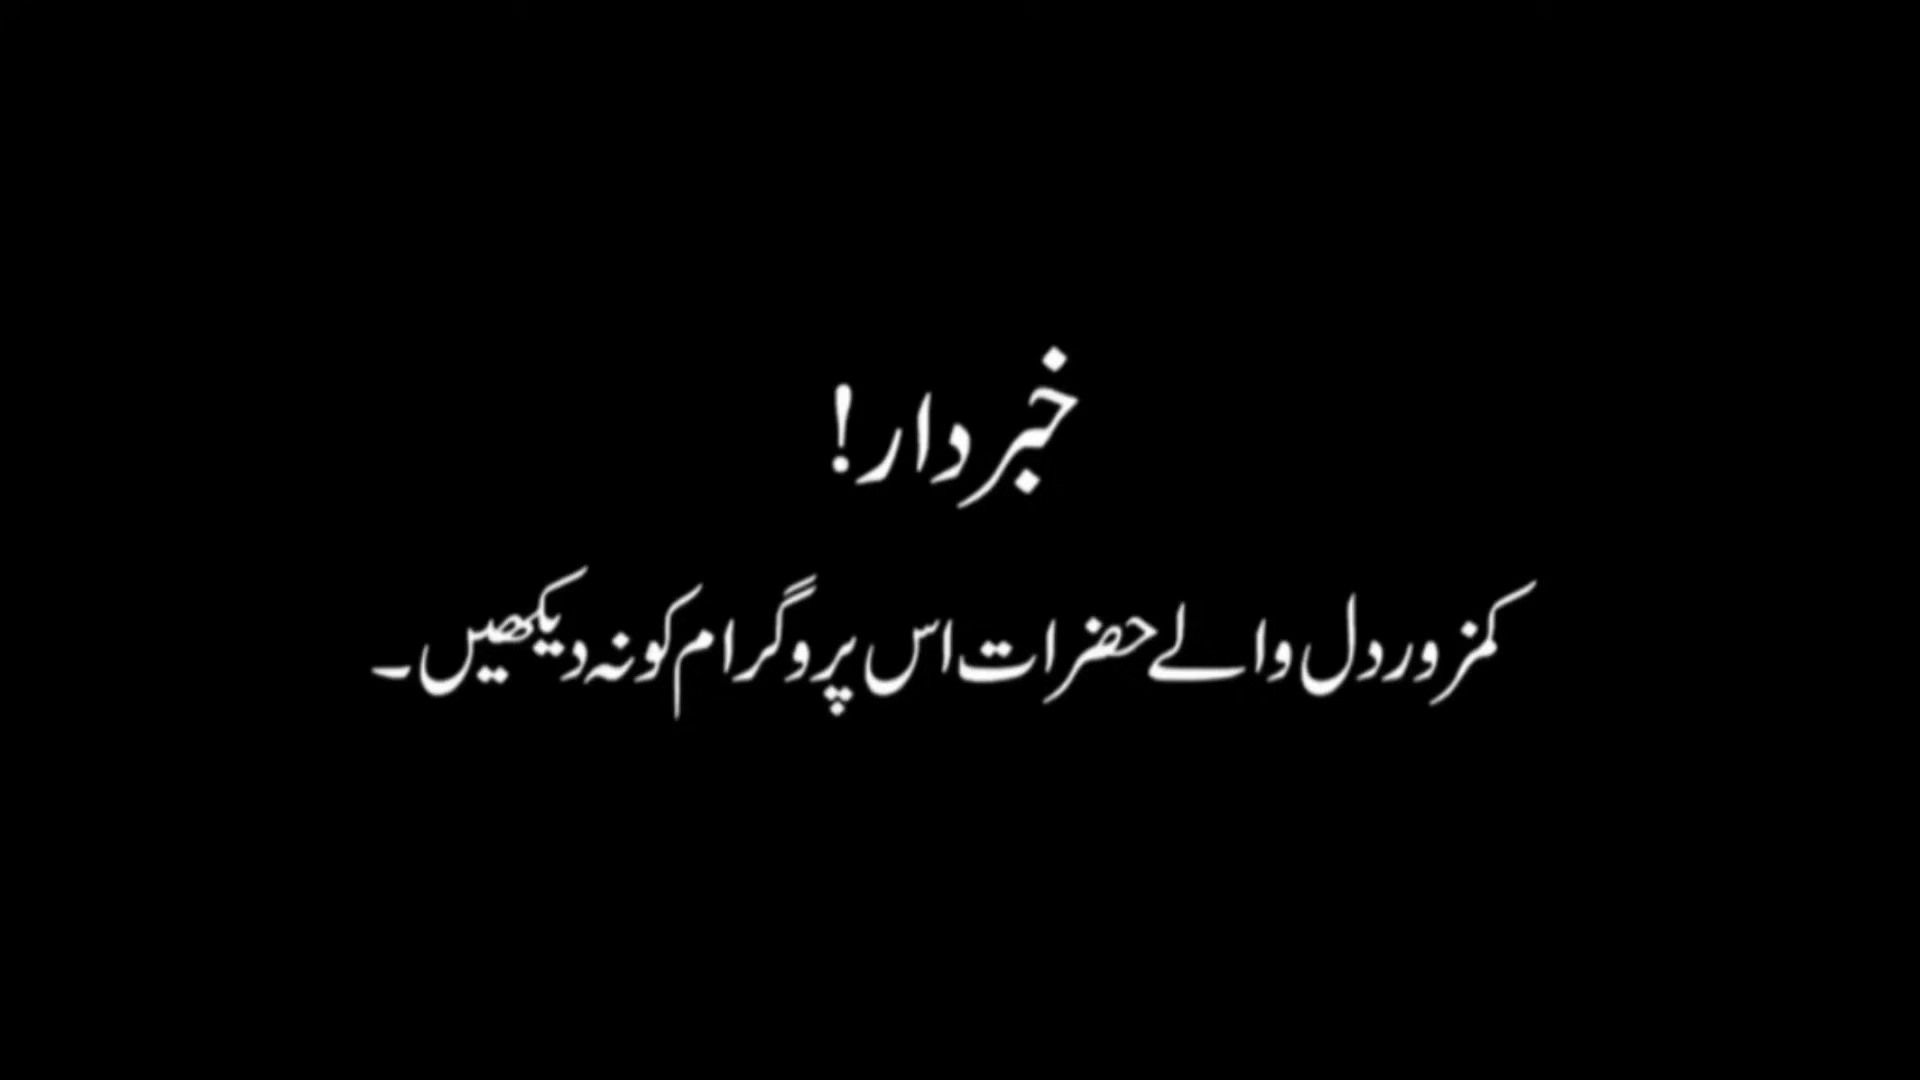 خبردار!
کمزور دل والے حضرات اس پروگرام کو نہ دیکھیں۔